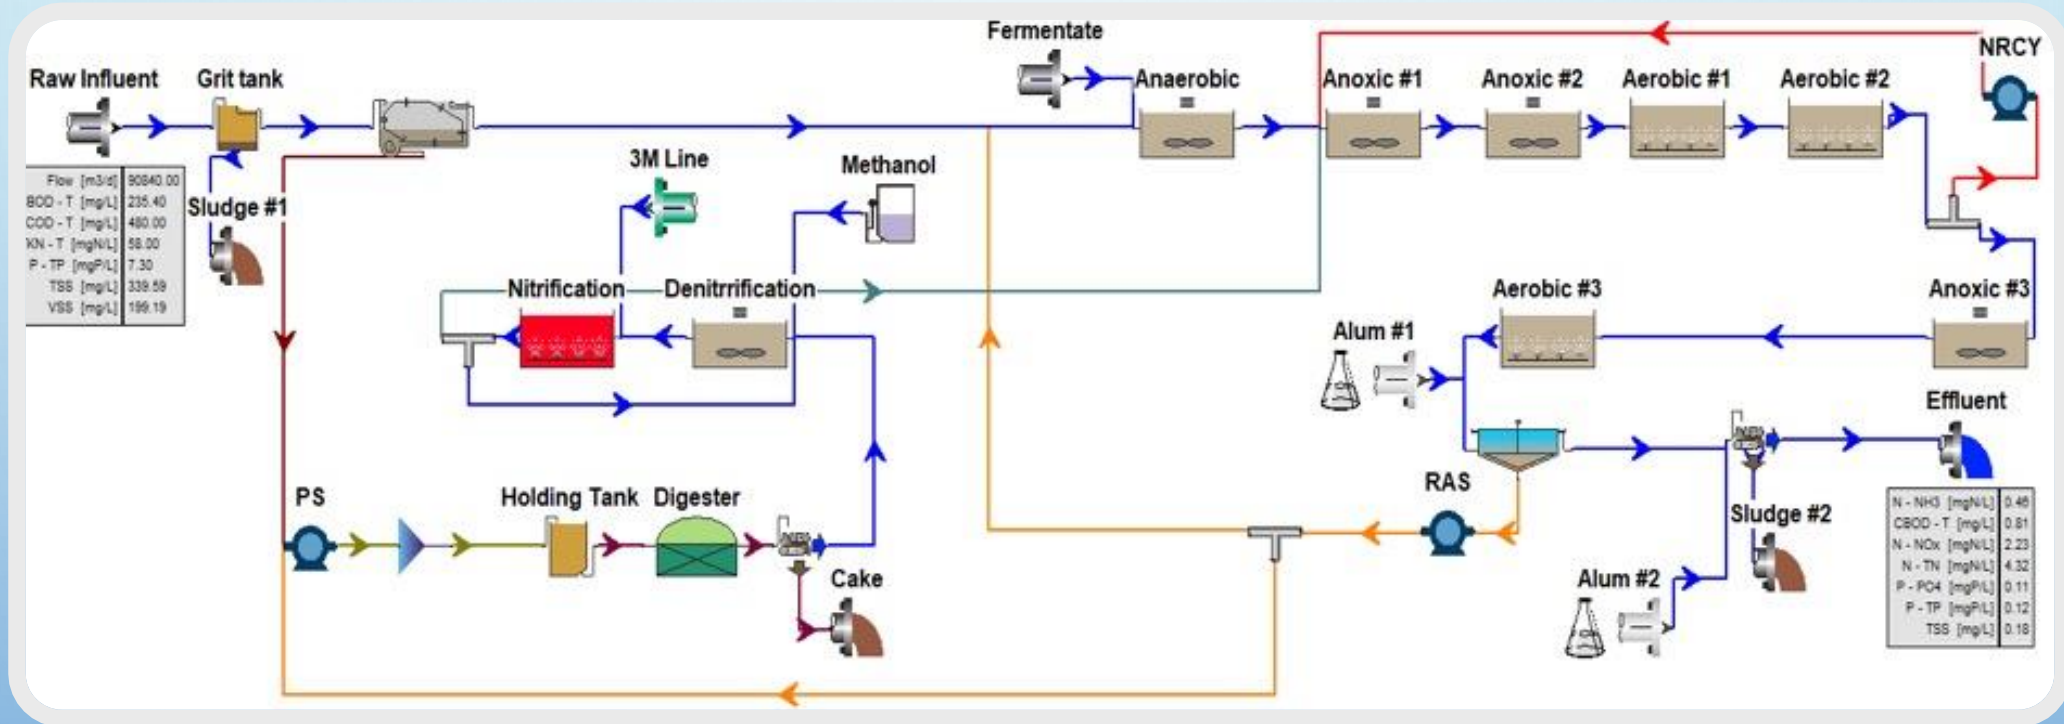 Fermentate
NRCY
Raw Influent
Grit tank
Anaerobic
Anoxic #1
Anoxic #2
Aerobic #1
Aerobic #2
3M Line
Methanol
Flow [m3/d] 90840.00
BOD - T [mg/L] 235.40
COD - T [mg/L] 480.00
KN - T [mgN/L] 58.00
P - TP [mgP/L] 7.30
TSS [mg/L] 339.59
VSS [mg/L] 199.19
Sludge #1
Nitrification
Denitrrification
Aerobic #3
Anoxic #3
Alum #1
Effluent
PS
Holding Tank
Digester
RAS
Sludge #2
N - NH3 [mgN/L] 0.46
CBOD - T [mg/L] 0.81
N - NOx [mgN/L] 2.23
N - TN [mgN/L] 4.32
P - PO4 [mgP/L] 0.11
P - TP [mgP/L] 0.12
TSS [mg/L] 0.18
Cake
Alum #2